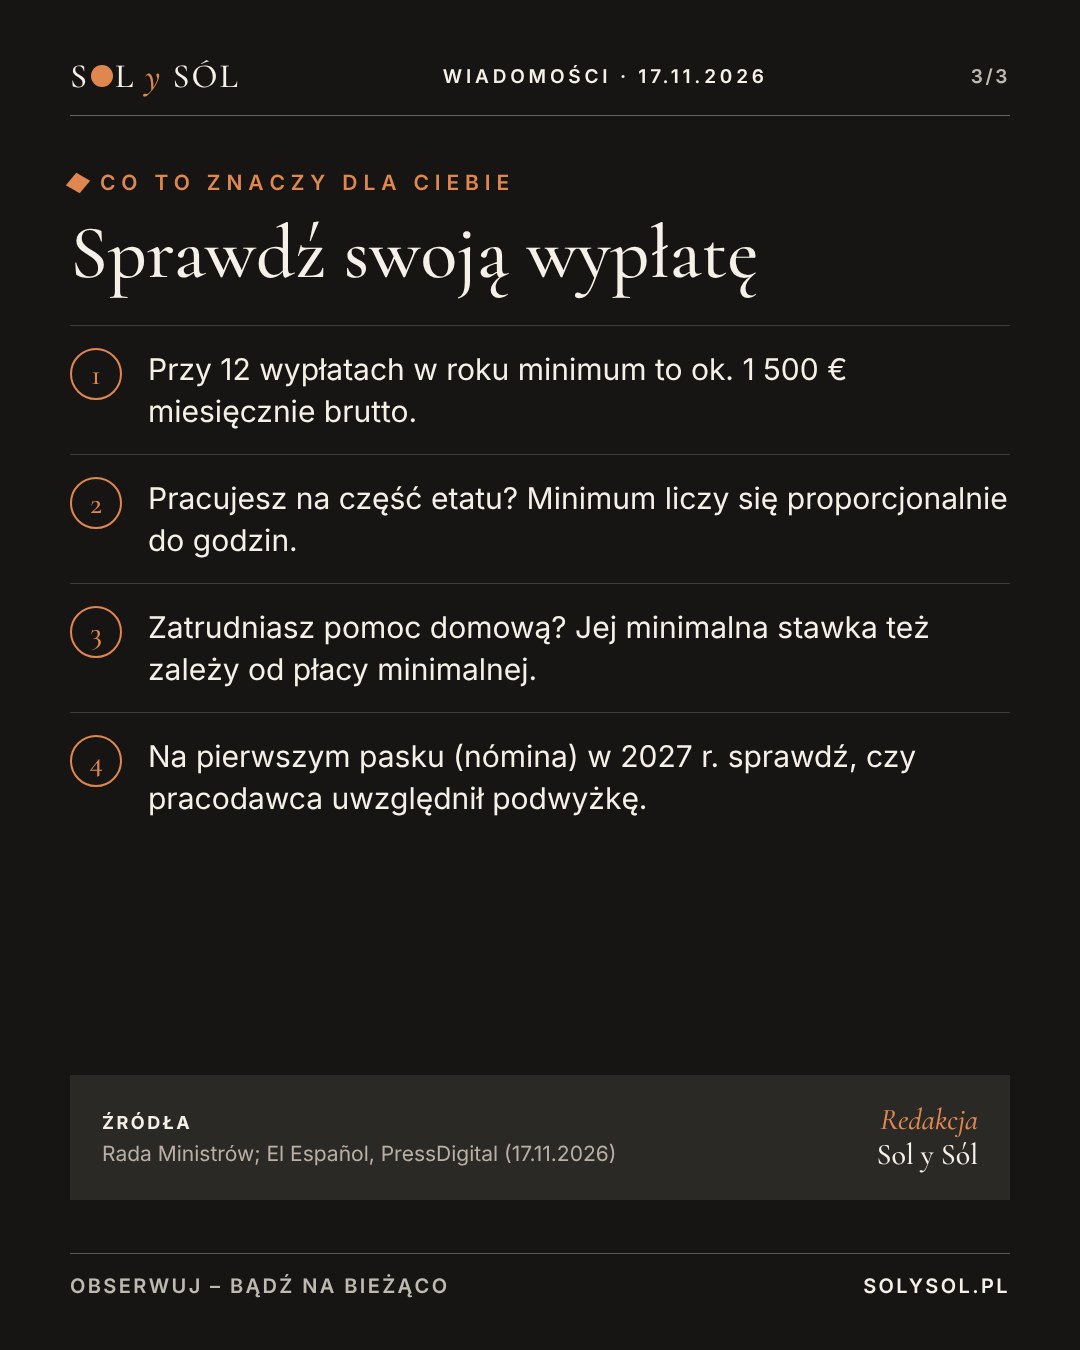 SOL y SÓL
WIADOMOŚCI · 17.11.2026
3/3
CO TO ZNACZY DLA CIEBIE
Sprawdź swoją wypłatę
1 Przy 12 wypłatach w roku minimum to ok. 1 500 €
miesięcznie brutto.
2 Pracujesz na część etatu? Minimum liczy się proporcjonalnie
do godzin.
3 Zatrudniasz pomoc domową? Jej minimalna stawka też
zależy od płacy minimalnej.
4 Na pierwszym pasku (nómina) w 2027 r. sprawdź, czy
pracodawca uwzględnił podwyżkę.
ŹRÓDŁA
Rada Ministrów; El Español, PressDigital (17.11.2026)
Redakcja
Sol y Sól
OBSERWUJ – BĄDŹ NA BIEŻĄCO
SOLYSOL.PL